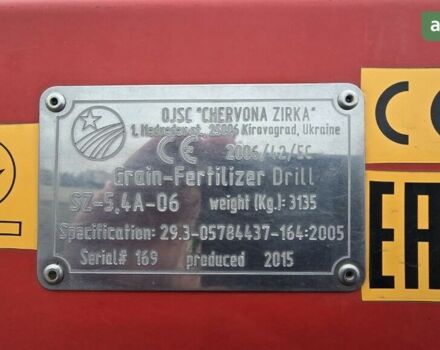 OJSC "CHERVONA ZIRKA"
1, Medvedev st., 25006 Kirovograd, Ukraine
CE 2006/42/EC
Grain-Fertilizer Drill
SZ-5,4A-06 weight (Kg.): 3135
Specification: 29.3-05784437-164:2005
Serial# 169 produced 2015